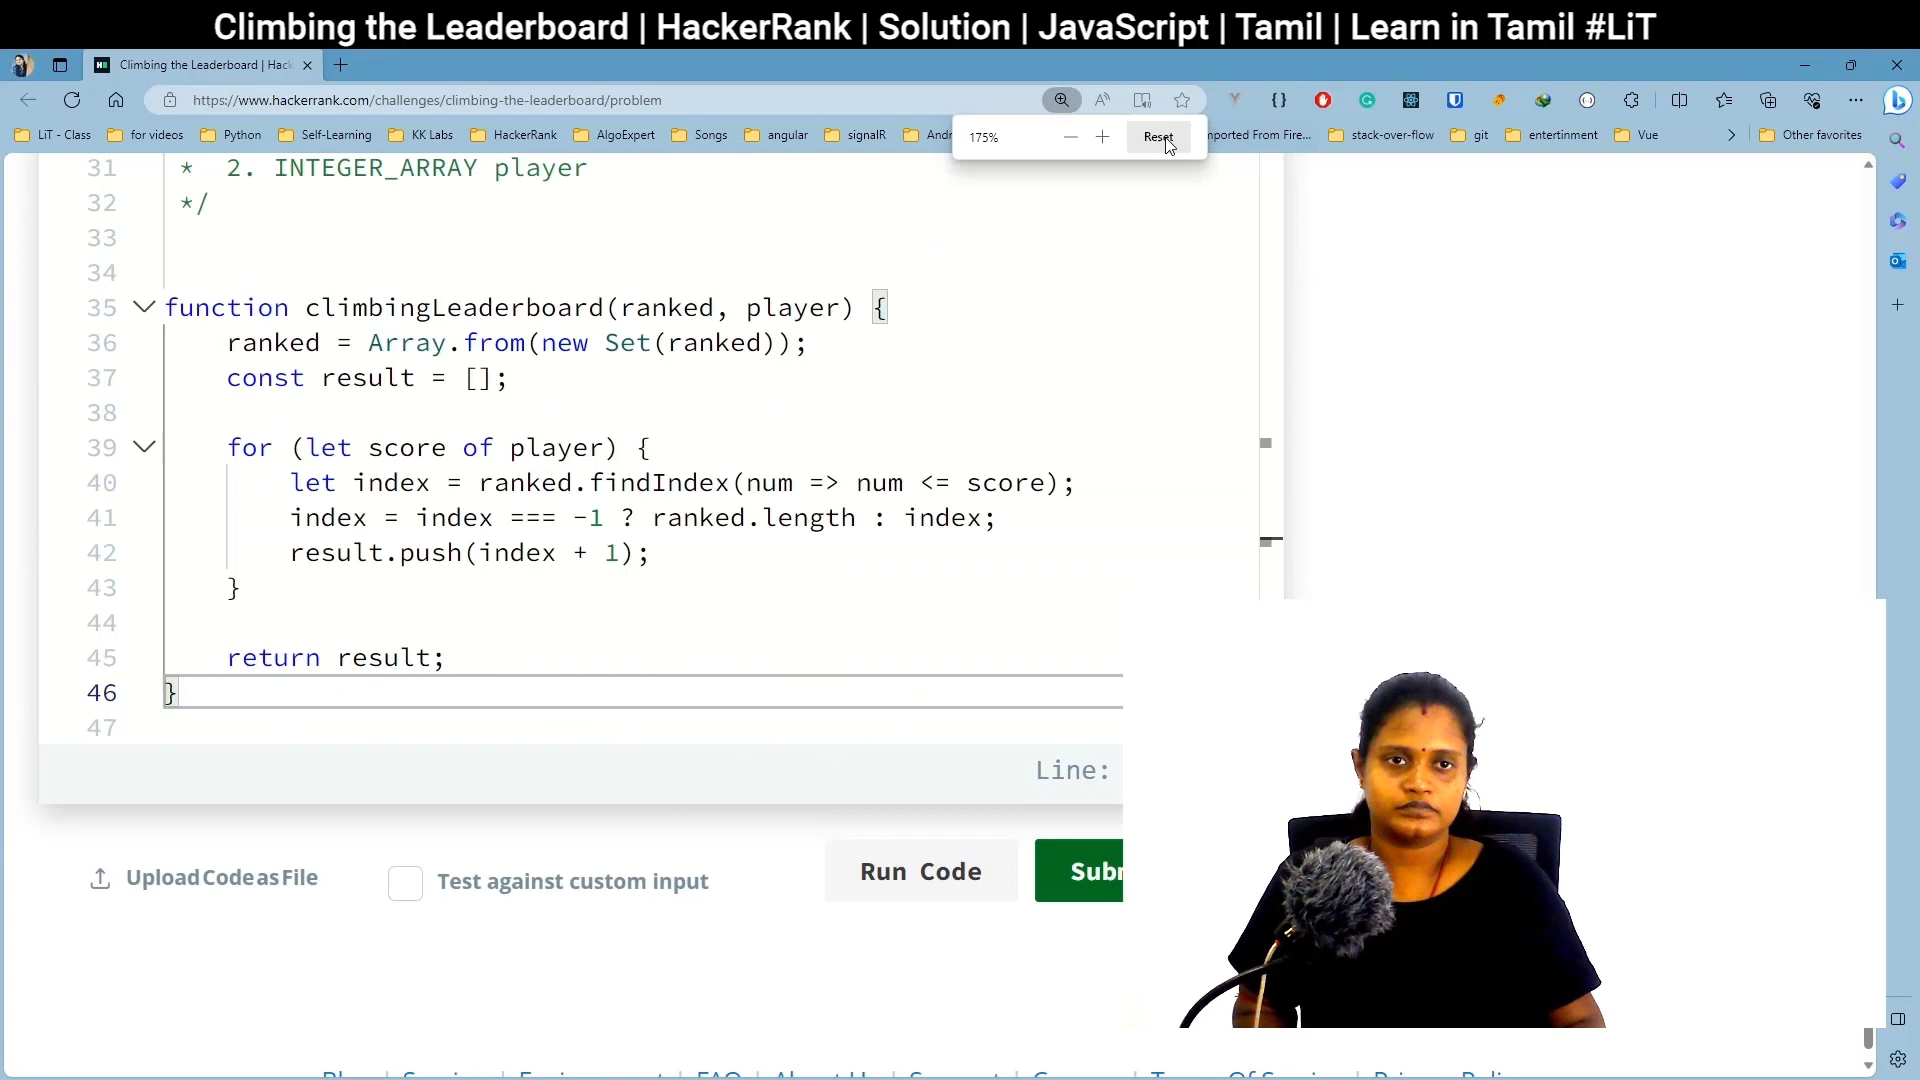 Climbing the Leaderboard | HackerRank | Solution | JavaScript | Tamil | Learn in Tamil #LiT
Climbing the Leaderboard | Hack
https://www.hackerrank.com/challenges/climbing-the-leaderboard/problem
LiT - Class for videos Python Self-Learning KK Labs HackerRank AlgoExpert Songs angular signalR Andr mported From Fire... stack-over-flow git entertinment Vue Other favorites
175% Reset
31 * 2. INTEGER_ARRAY player
32 */
33
34
35 function climbingLeaderboard(ranked, player) {
36 ranked = Array.from(new Set(ranked));
37 const result = [];
38
39 for (let score of player) {
40 let index = ranked.findIndex(num => num <= score);
41 index = index === -1 ? ranked.length : index;
42 result.push(index + 1);
43 }
44
45 return result;
46 }
47
Line:
Upload Code as File
Test against custom input
Run Code
Subm